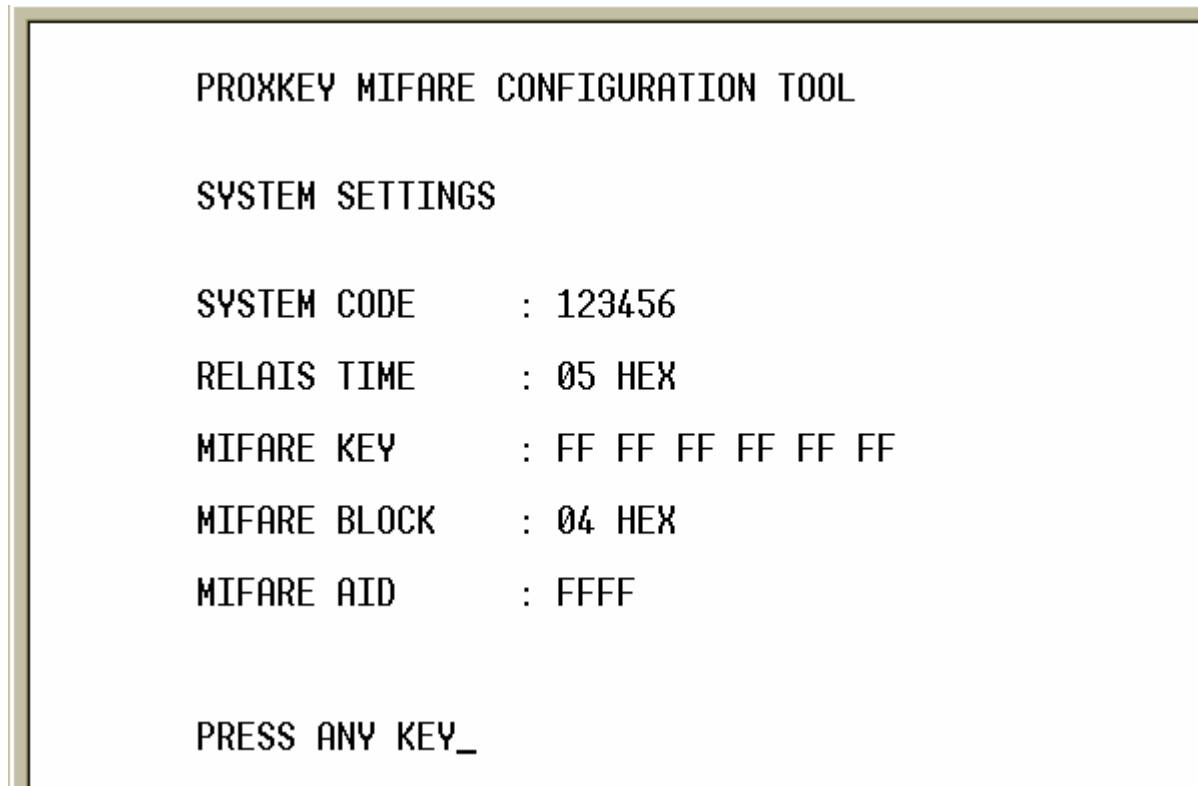 PROXKEY MIFARE CONFIGURATION TOOL
SYSTEM SETTINGS
SYSTEM CODE : 123456
RELAIS TIME : 05 HEX
MIFARE KEY : FF FF FF FF FF FF
MIFARE BLOCK : 04 HEX
MIFARE AID : FFFF
PRESS ANY KEY_